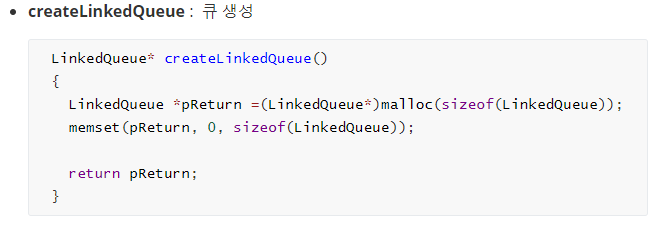 createLinkedQueue : 큐 생성
LinkedQueue* createLinkedQueue()
{
  LinkedQueue *pReturn =(LinkedQueue*)malloc(sizeof(LinkedQueue));
  memset(pReturn, 0, sizeof(LinkedQueue));
  return pReturn;
}